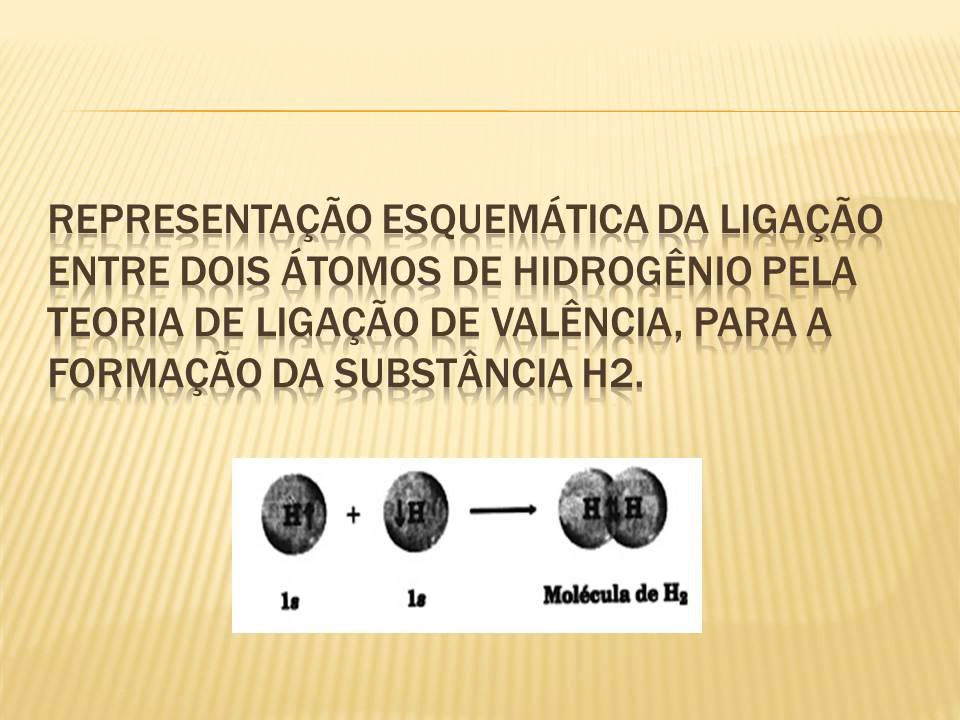 REPRESENTAÇÃO ESQUEMÁTICA DA LIGAÇÃO
ENTRE DOIS ÁTOMOS DE HIDROGÊNIO PELA
TEORIA DE LIGAÇÃO DE VALÊNCIA, PARA A
FORMAÇÃO DA SUBSTÂNCIA H2.
H↑ + ↓H → H⇅H
1s 1s Molécula de H₂